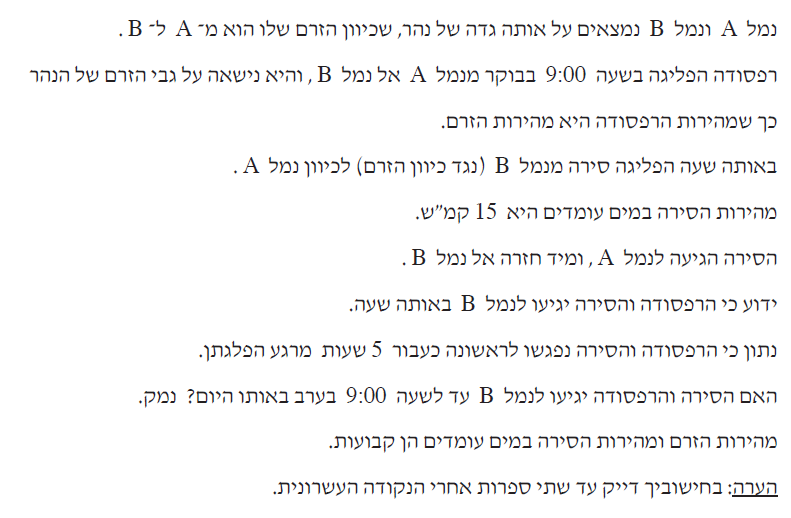 נמל A ונמל B נמצאים על אותה גדה של נהר, שכיוון הזרם שלו הוא מ־ A ל־ B .
רפסודה הפליגה בשעה 9:00 בבוקר מנמל A אל נמל B , והיא נישאה על גבי הזרם של הנהר
כך שמהירות הרפסודה היא מהירות הזרם.
באותה שעה הפליגה סירה מנמל B (נגד כיוון הזרם) לכיוון נמל A .
מהירות הסירה במים עומדים היא 15 קמ״ש.
הסירה הגיעה לנמל A , ומיד חזרה אל נמל B .
ידוע כי הרפסודה והסירה יגיעו לנמל B באותה שעה.
נתון כי הרפסודה והסירה נפגשו לראשונה כעבור 5 שעות מרגע הפלגתן.
האם הסירה והרפסודה יגיעו לנמל B עד לשעה 9:00 בערב באותו היום? נמק.
מהירות הזרם ומהירות הסירה במים עומדים הן קבועות.
הערה: בחישוביך דייק עד שתי ספרות אחרי הנקודה העשרונית.